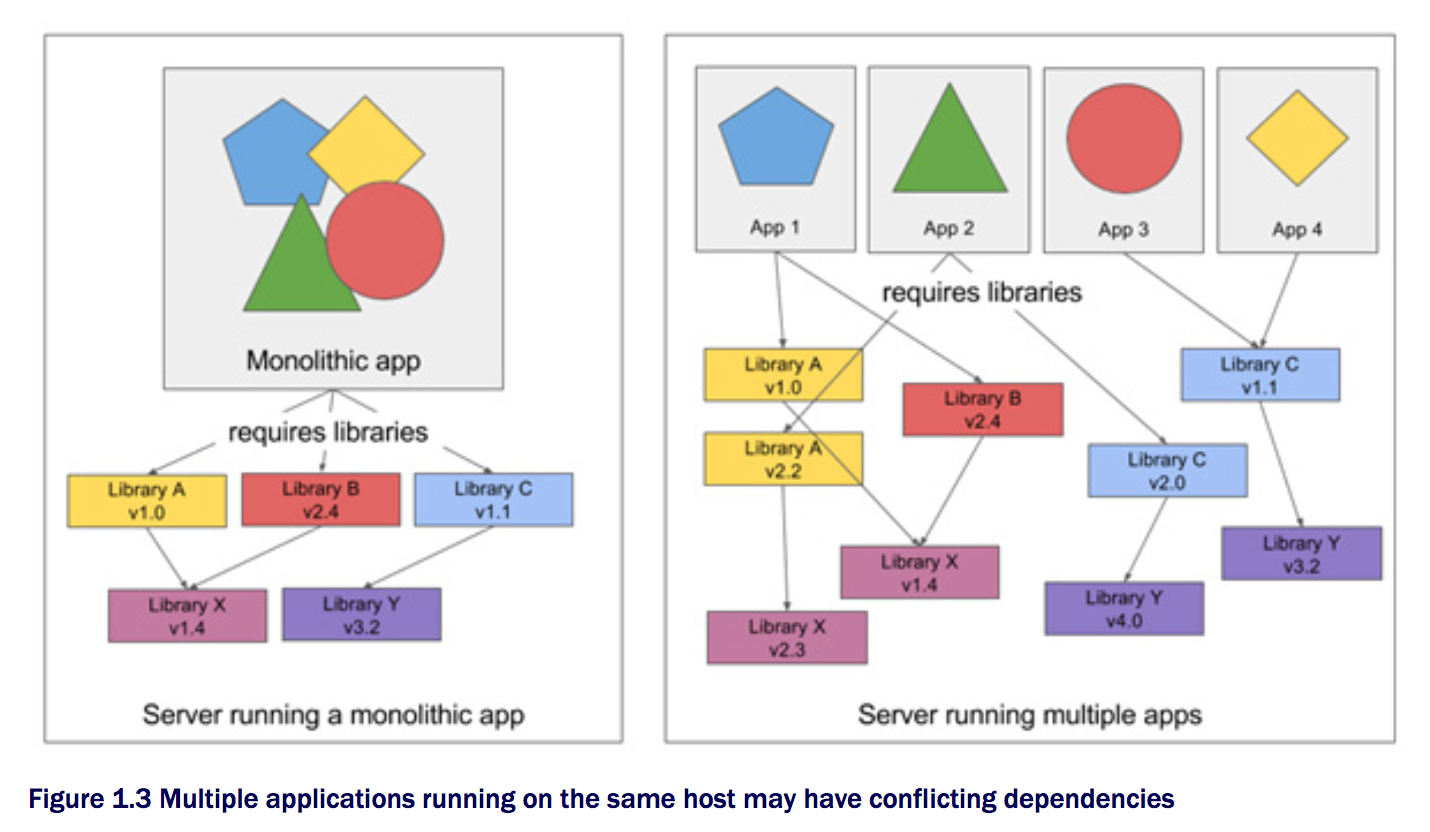 Monolithic app
requires libraries
Library A
v1.0
Library B
v2.4
Library C
v1.1
Library X
v1.4
Library Y
v3.2
Server running a monolithic app
App 1
App 2
App 3
App 4
requires libraries
Library A
v1.0
Library B
v2.4
Library C
v1.1
Library A
v2.2
Library C
v2.0
Library X
v1.4
Library Y
v3.2
Library X
v2.3
Library Y
v4.0
Server running multiple apps
Figure 1.3 Multiple applications running on the same host may have conflicting dependencies